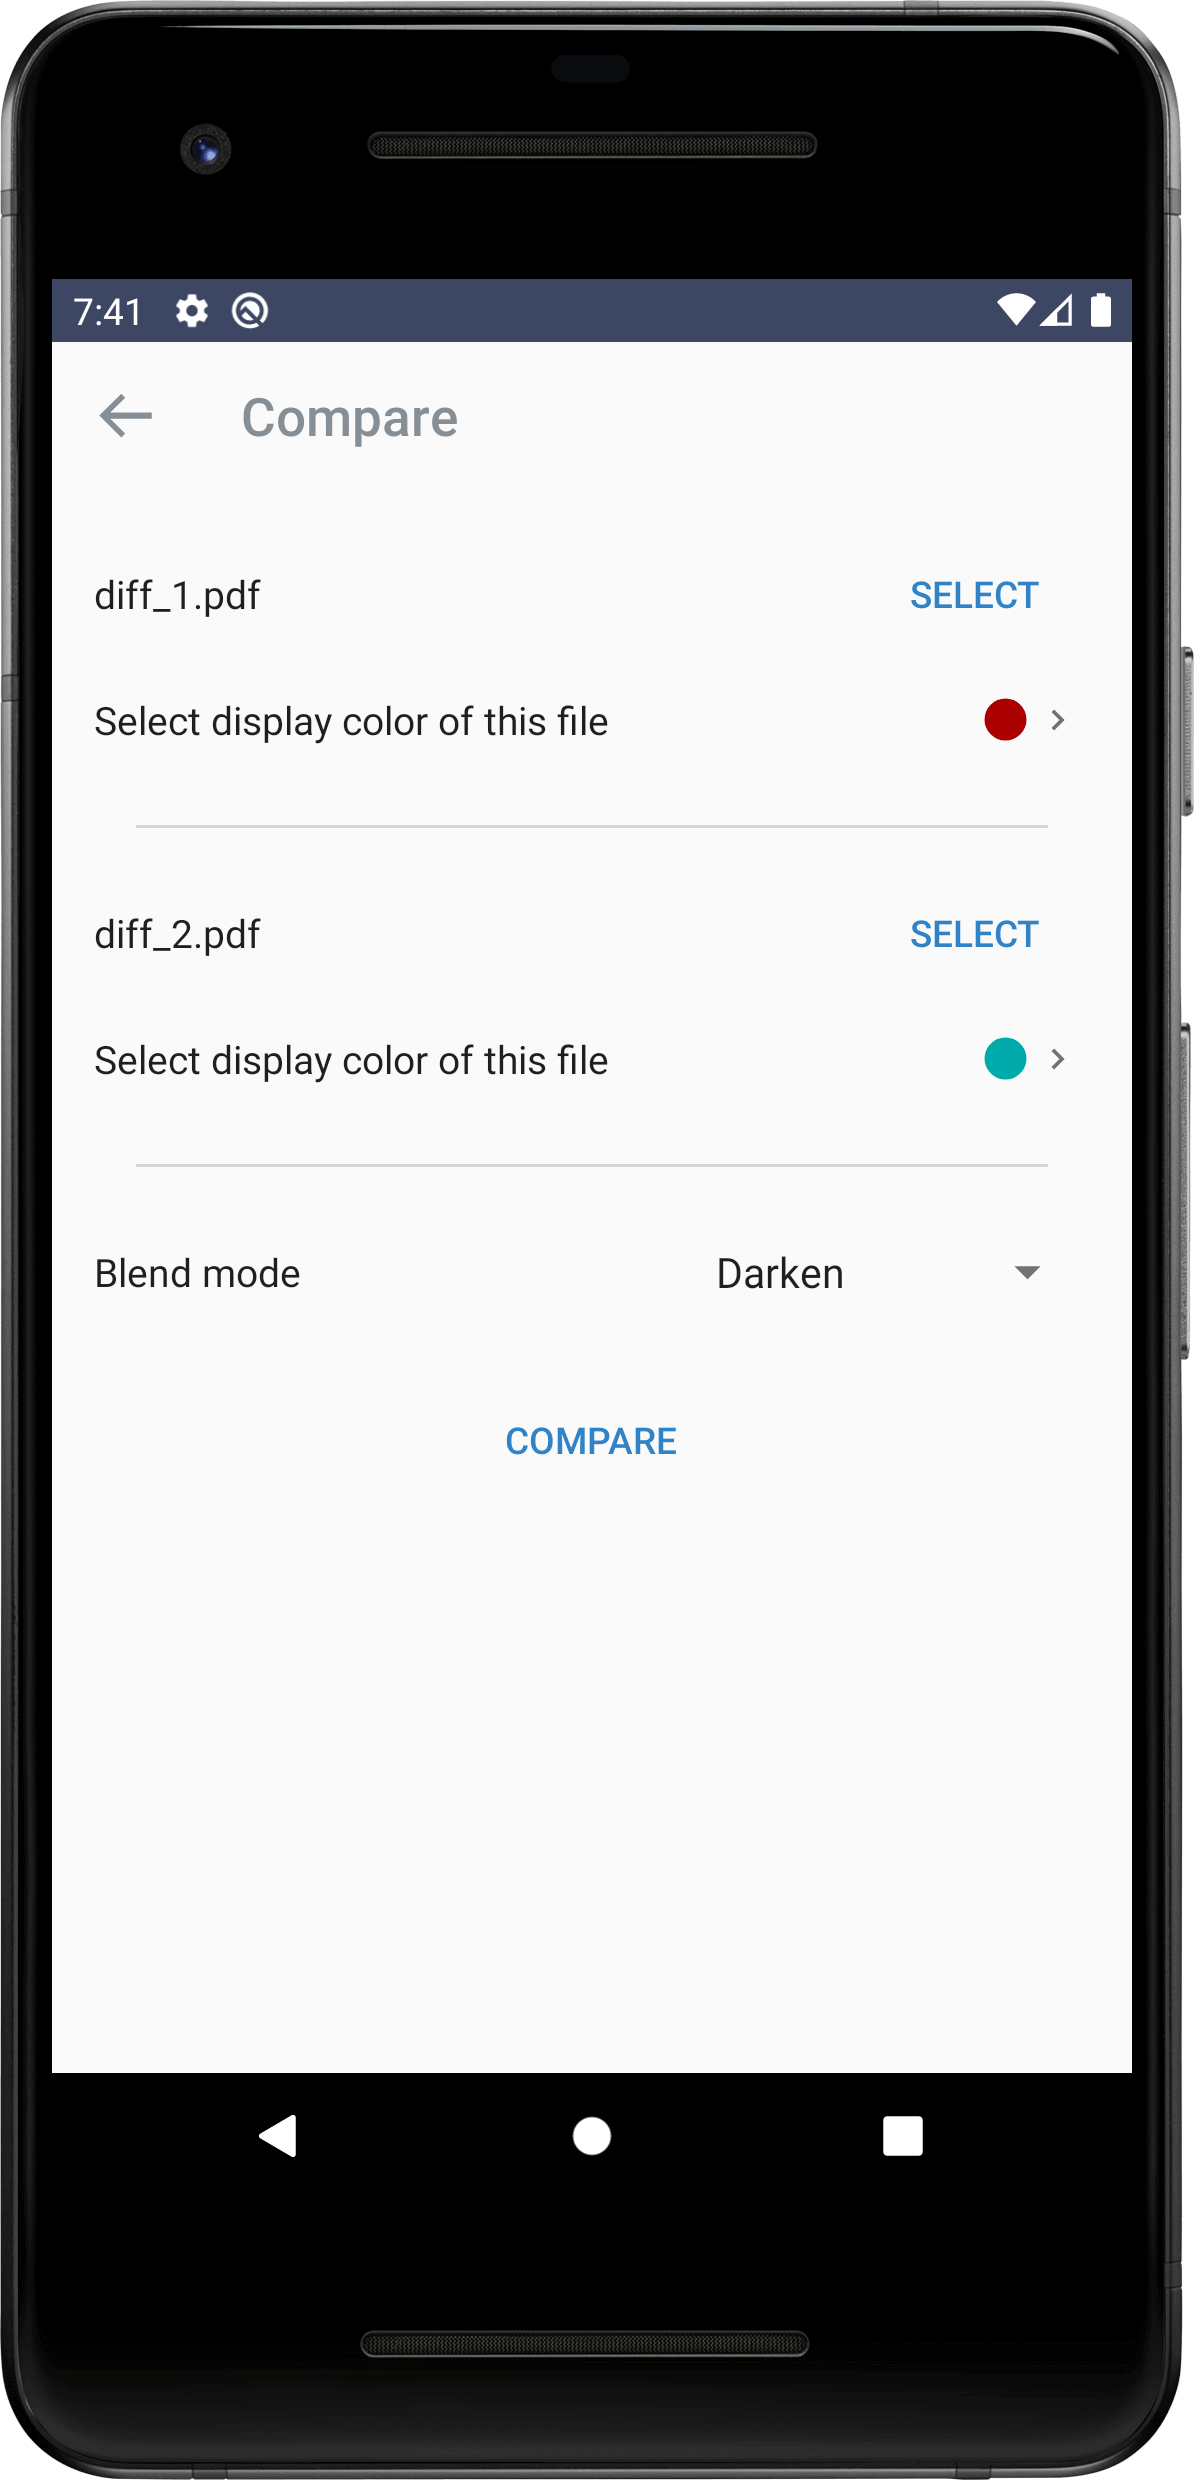 7:41
Compare
diff_1.pdf SELECT
Select display color of this file
diff_2.pdf SELECT
Select display color of this file
Blend mode Darken
COMPARE